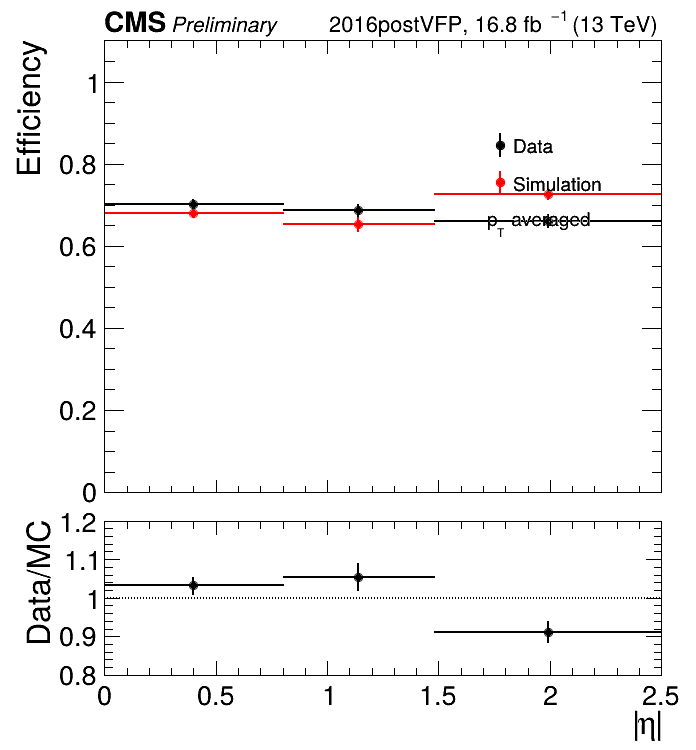 CMS Preliminary 2016postVFP, 16.8 fb⁻¹ (13 TeV)
Efficiency
1
0.8
0.6
0.4
0.2
0
Data
Simulation
pT averaged
Data/MC
1.2
1.1
1
0.9
0.8
0 0.5 1 1.5 2 2.5
|η|